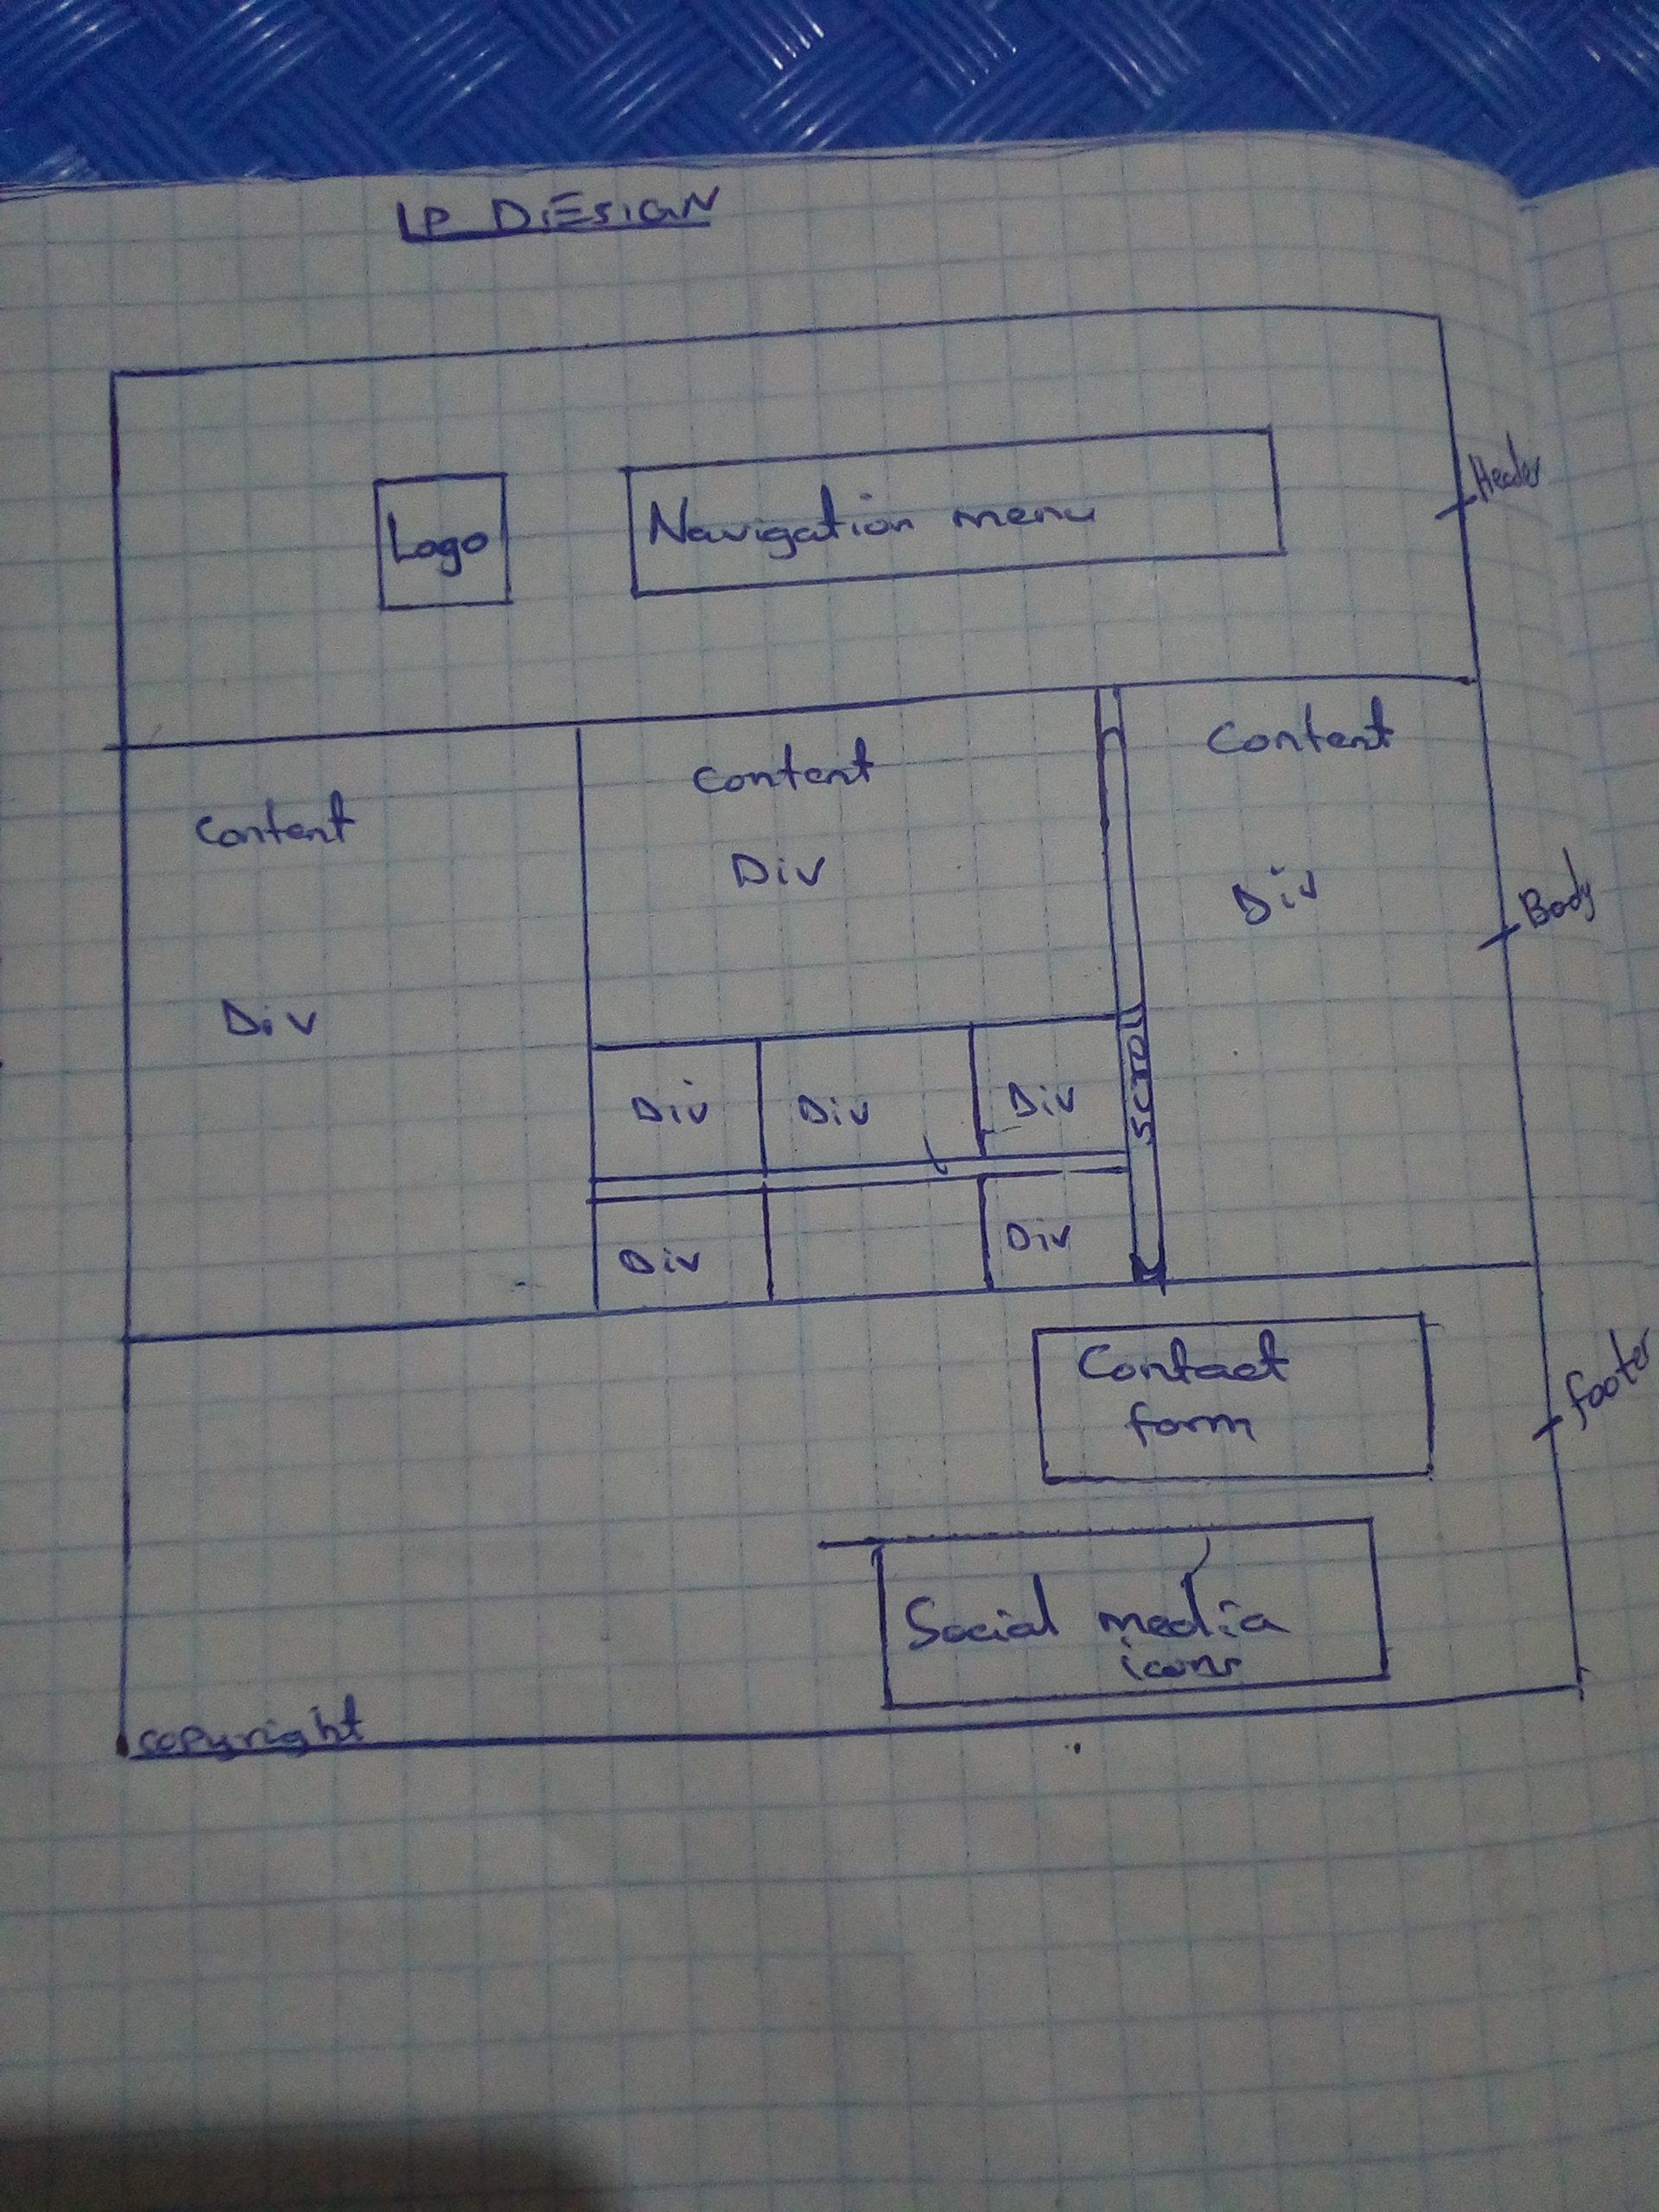 LP DiESIGN
Logo
Navigation menu
Header
Content
Div
Content
Div
Content
Div
Body
Div
Div
Div
scroll
Div
Div
Contact
form
footer
Social media
icons
copyright